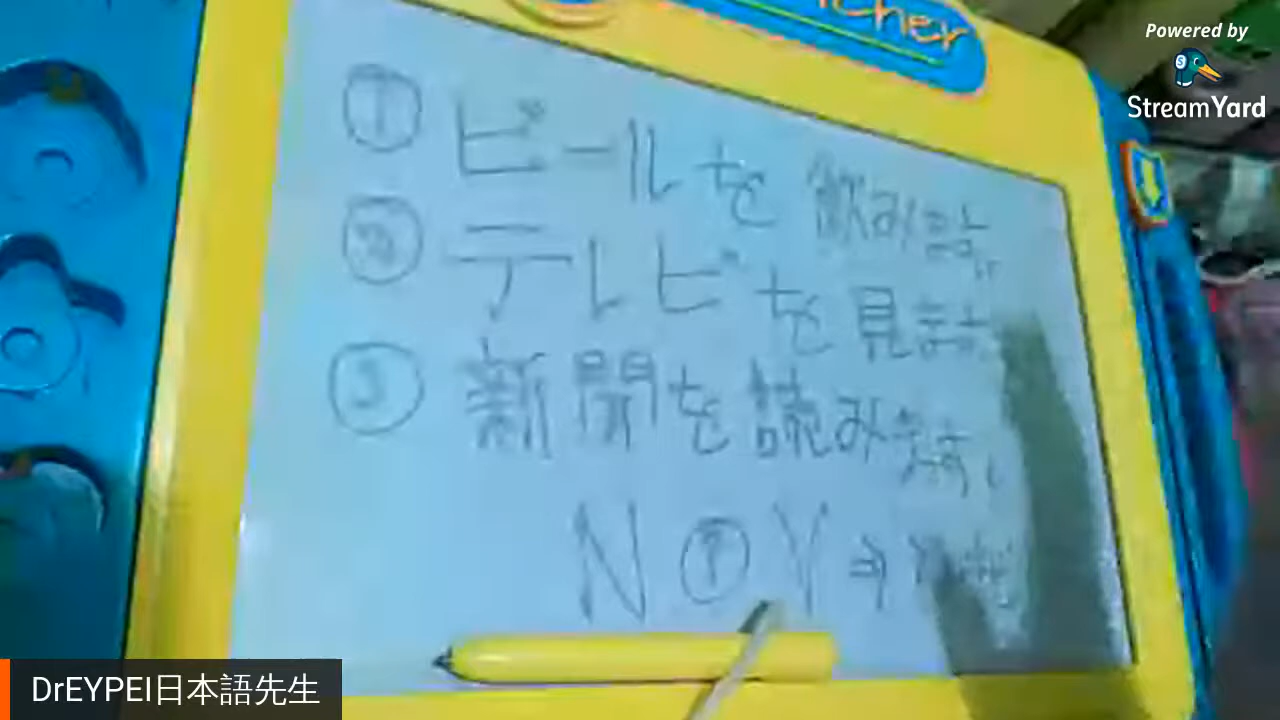 Powered by
StreamYard
cher
① ビールを飲みます。
② テレビを見ます。
③ 新聞を読みます。
N Ⓟ V ⇒
DrEYPEI日本語先生